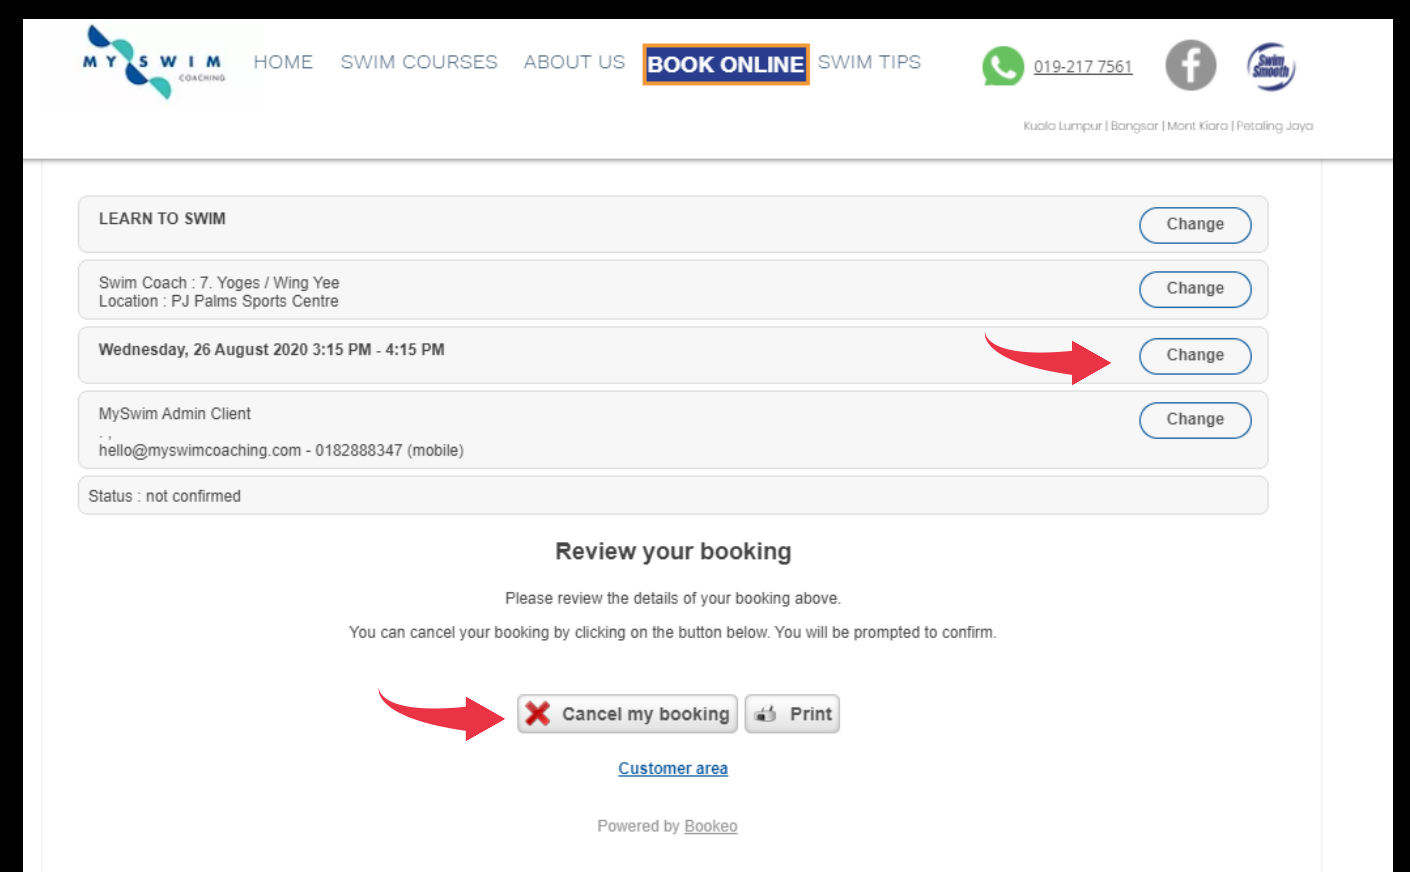 MY SWIM
COACHING
HOME SWIM COURSES ABOUT US BOOK ONLINE SWIM TIPS
019-217 7561
f
Swim
Smooth
Kuala Lumpur | Bangsar | Mont Kiara | Petaling Jaya
LEARN TO SWIM
Change
Swim Coach : 7. Yoges / Wing Yee
Location : PJ Palms Sports Centre
Change
Wednesday, 26 August 2020 3:15 PM - 4:15 PM
Change
MySwim Admin Client
. ,
hello@myswimcoaching.com - 0182888347 (mobile)
Change
Status : not confirmed
Review your booking
Please review the details of your booking above.
You can cancel your booking by clicking on the button below. You will be prompted to confirm.
Cancel my booking Print
Customer area
Powered by Bookeo